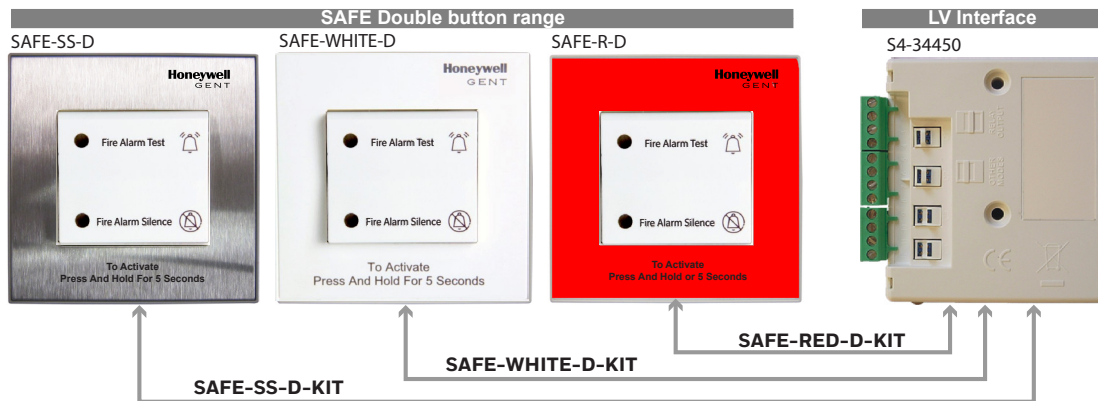 SAFE Double button range
LV Interface
SAFE-SS-D
SAFE-WHITE-D
SAFE-R-D
S4-34450
Honeywell
GENT
Fire Alarm Test
Fire Alarm Silence
To Activate
Press And Hold For 5 Seconds
Honeywell
GENT
Fire Alarm Test
Fire Alarm Silence
To Activate
Press And Hold For 5 Seconds
Honeywell
GENT
Fire Alarm Test
Fire Alarm Silence
To Activate
Press And Hold or 5 Seconds
CE
SAFE-RED-D-KIT
SAFE-WHITE-D-KIT
SAFE-SS-D-KIT